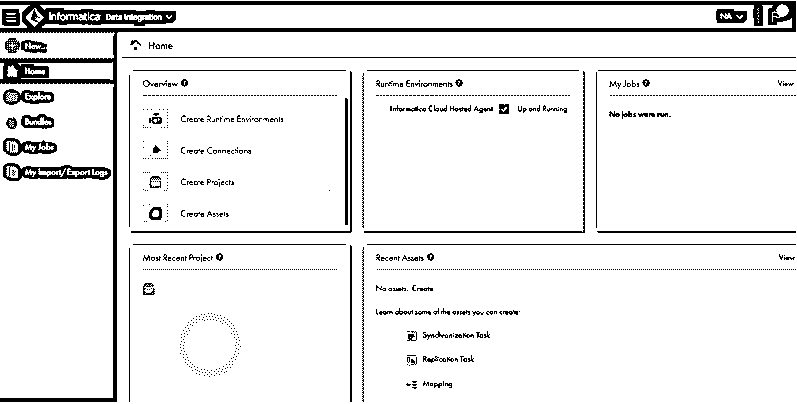 Informatica Data Integration
NA
New...
Home
Explore
Bundles
My Jobs
My Import/Export Logs
Home
Overview
Create Runtime Environments
Create Connections
Create Projects
Create Assets
Runtime Environments
Informatica Cloud Hosted Agent Up and Running
My Jobs View
No jobs were run.
Most Recent Project
Recent Assets View
No assets. Create
Learn about some of the assets you can create:
Synchronization Task
Replication Task
Mapping